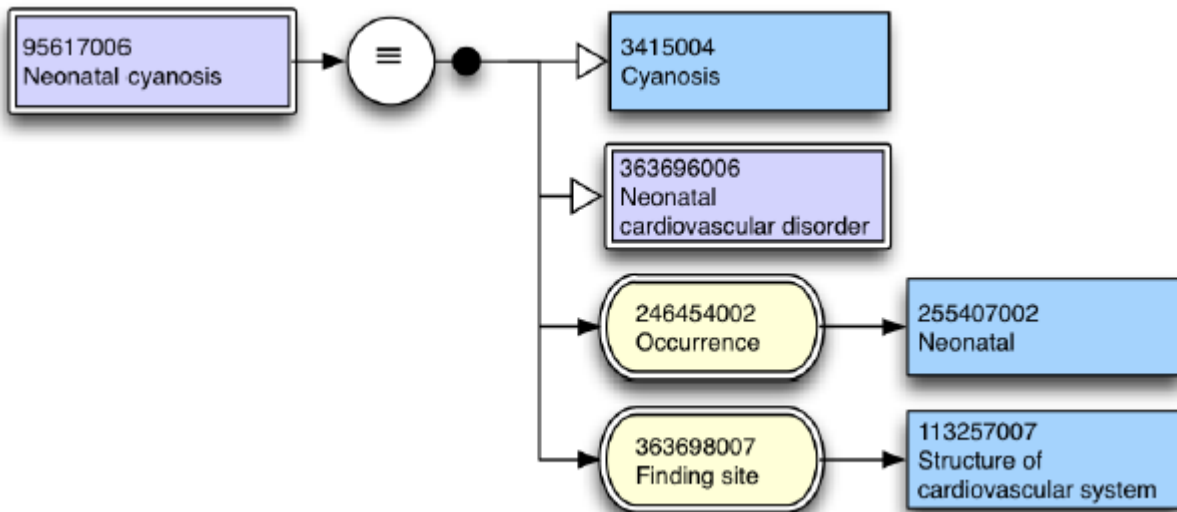 95617006
Neonatal cyanosis
≡
3415004
Cyanosis
363696006
Neonatal
cardiovascular disorder
246454002
Occurrence
255407002
Neonatal
363698007
Finding site
113257007
Structure of
cardiovascular system